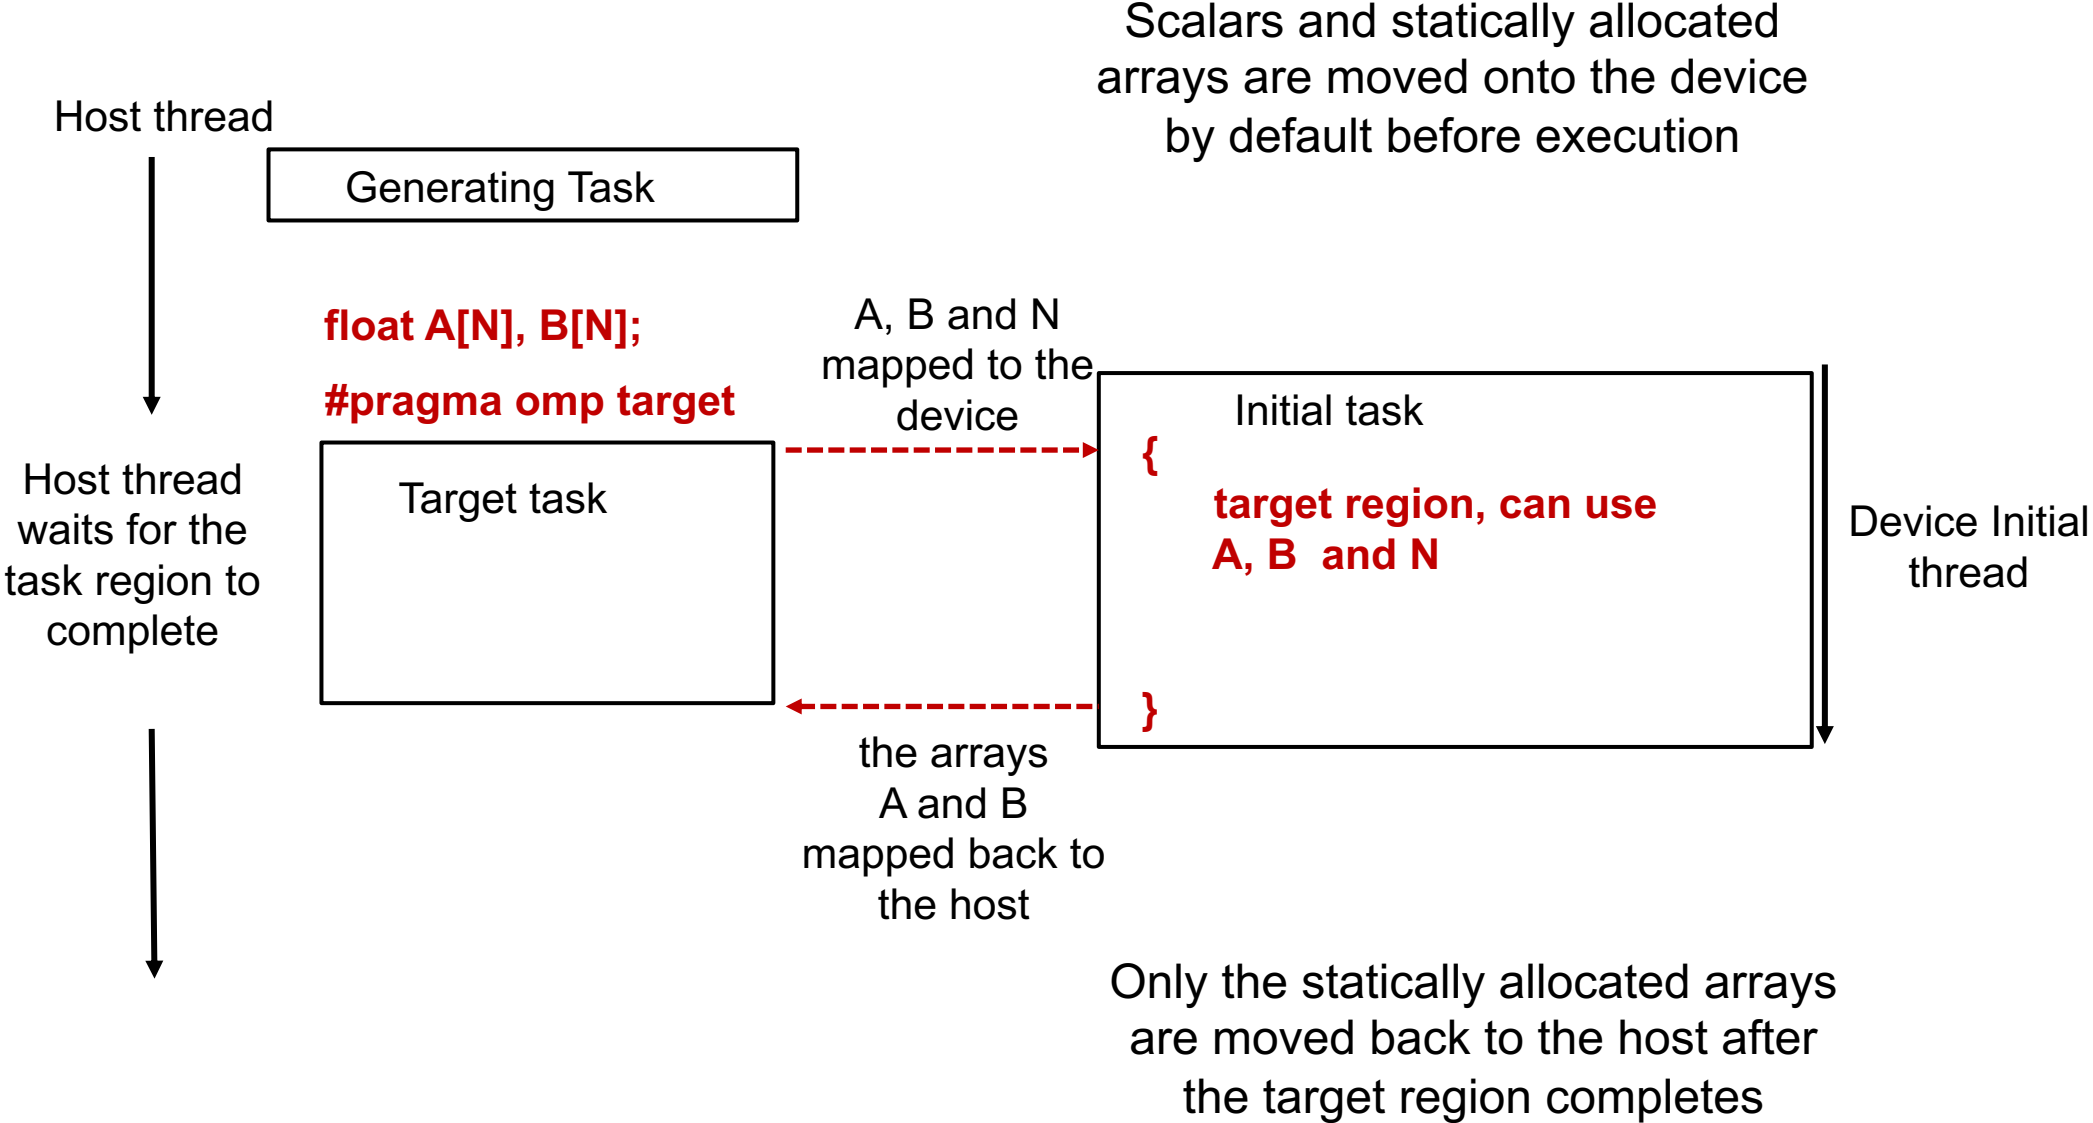 Scalars and statically allocated
arrays are moved onto the device
by default before execution
Host thread
Generating Task
float A[N], B[N];
#pragma omp target
A, B and N
mapped to the
device
Initial task
{
target region, can use
A, B and N
}
Target task
Host thread
waits for the
task region to
complete
Device Initial
thread
the arrays
A and B
mapped back to
the host
Only the statically allocated arrays
are moved back to the host after
the target region completes